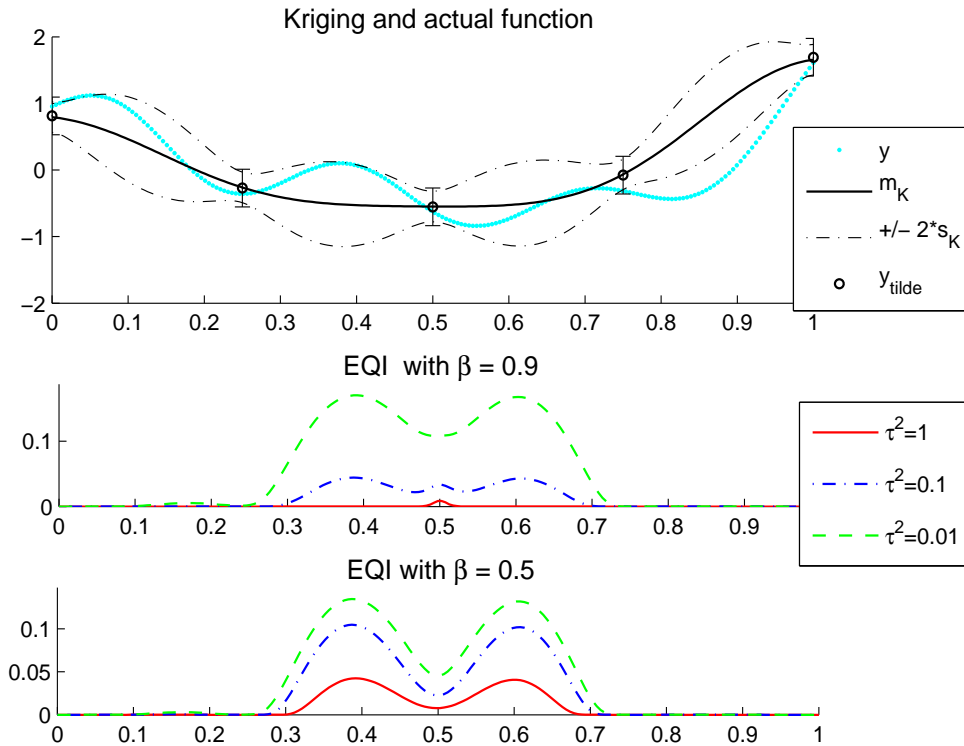 Kriging and actual function
2
1
0
−1
−2
0 0.1 0.2 0.3 0.4 0.5 0.6 0.7 0.8 0.9 1
y
m_K
+/− 2*s_K
y_tilde
EQI with β = 0.9
0.1
0
0 0.1 0.2 0.3 0.4 0.5 0.6 0.7 0.8 0.9
τ²=1
τ²=0.1
τ²=0.01
EQI with β = 0.5
0.1
0.05
0
0 0.1 0.2 0.3 0.4 0.5 0.6 0.7 0.8 0.9 1